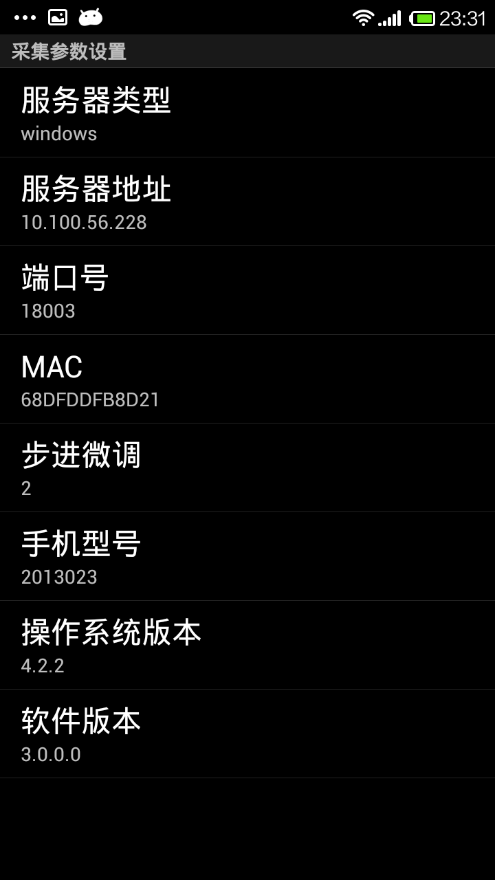 23:31
采集参数设置
服务器类型
windows
服务器地址
10.100.56.228
端口号
18003
MAC
68DFDDFB8D21
步进微调
2
手机型号
2013023
操作系统版本
4.2.2
软件版本
3.0.0.0